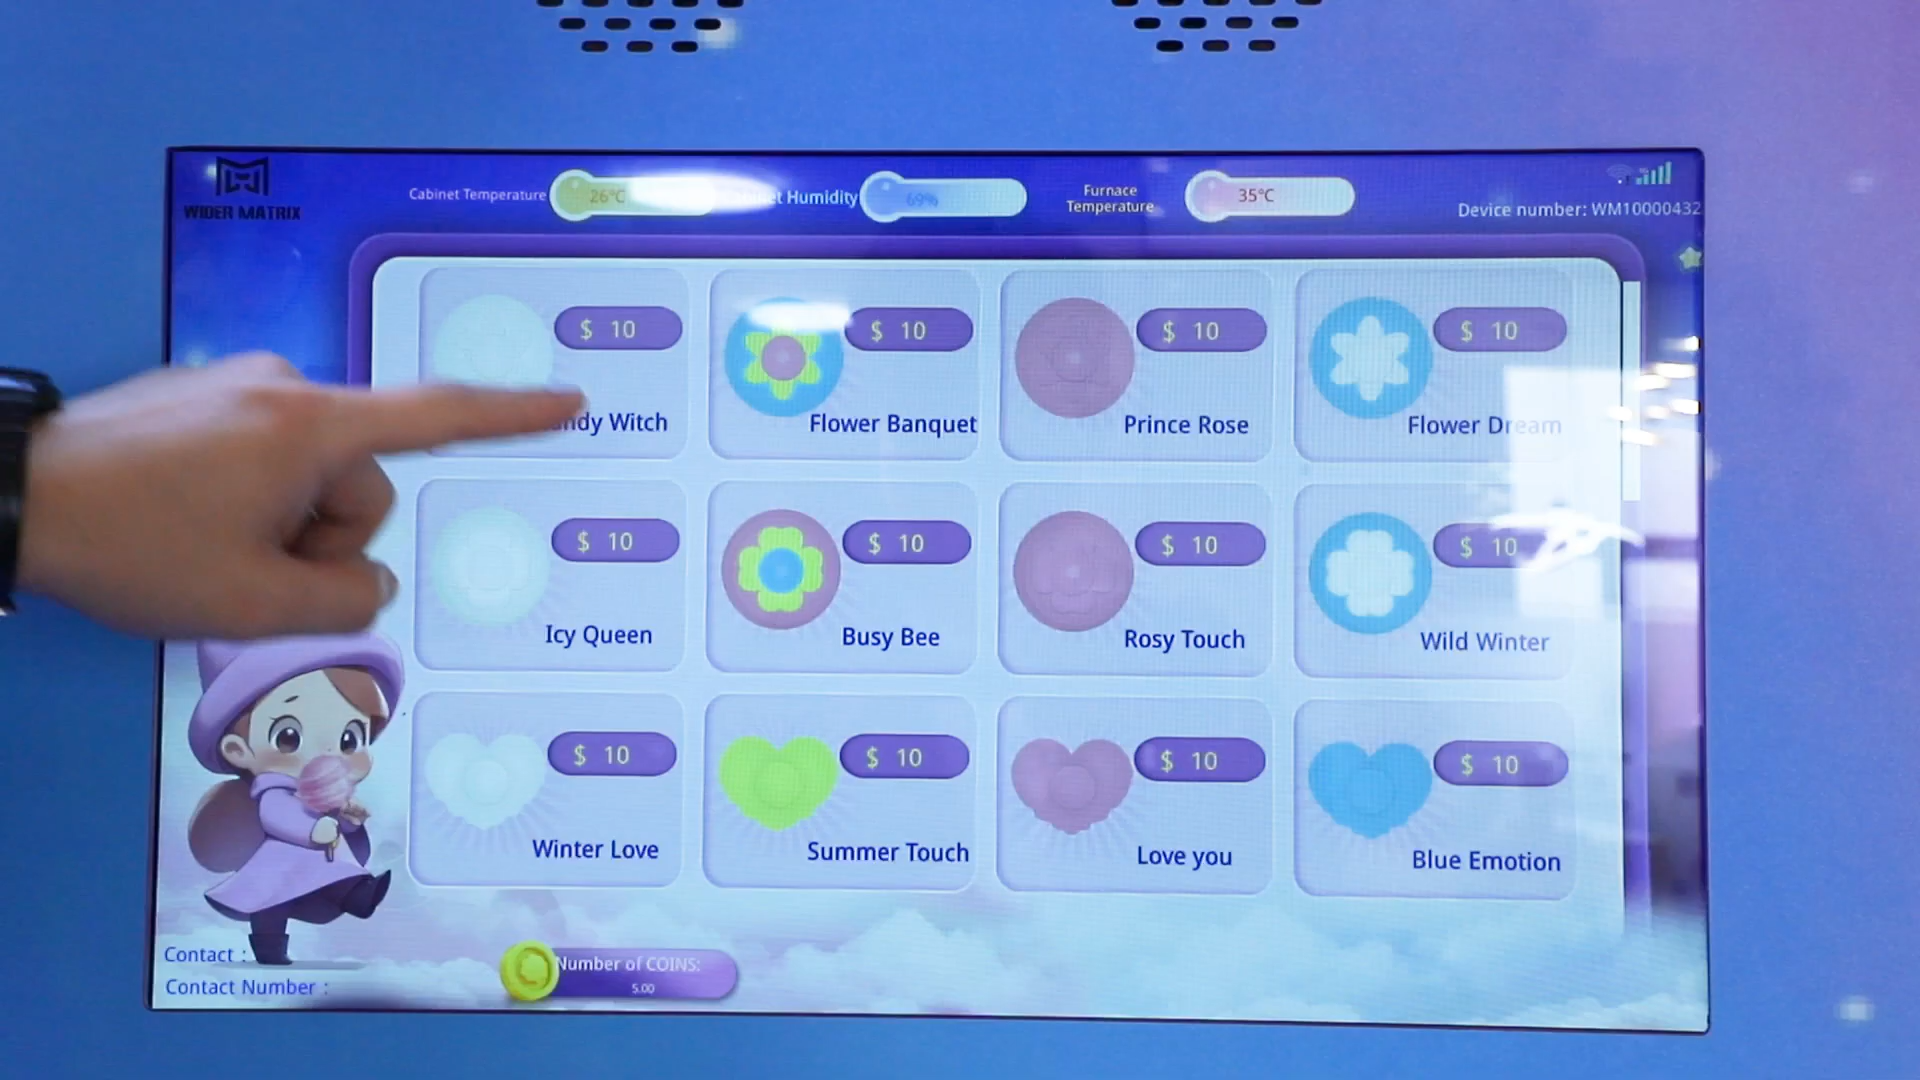 WIDER MATRIX
Cabinet Temperature 26°C
Humidity 69%
Furnace
Temperature
35°C
Device number: WM10000432
$ 10
$ 10
$ 10
$ 10
Witch
Flower Banquet
Prince Rose
Flower Dream
$ 10
$ 10
$ 10
$ 10
Icy Queen
Busy Bee
Rosy Touch
Wild Winter
$ 10
$ 10
$ 10
$ 10
Winter Love
Summer Touch
Love you
Blue Emotion
Contact :
Contact Number :
Number of COINS:
5.00